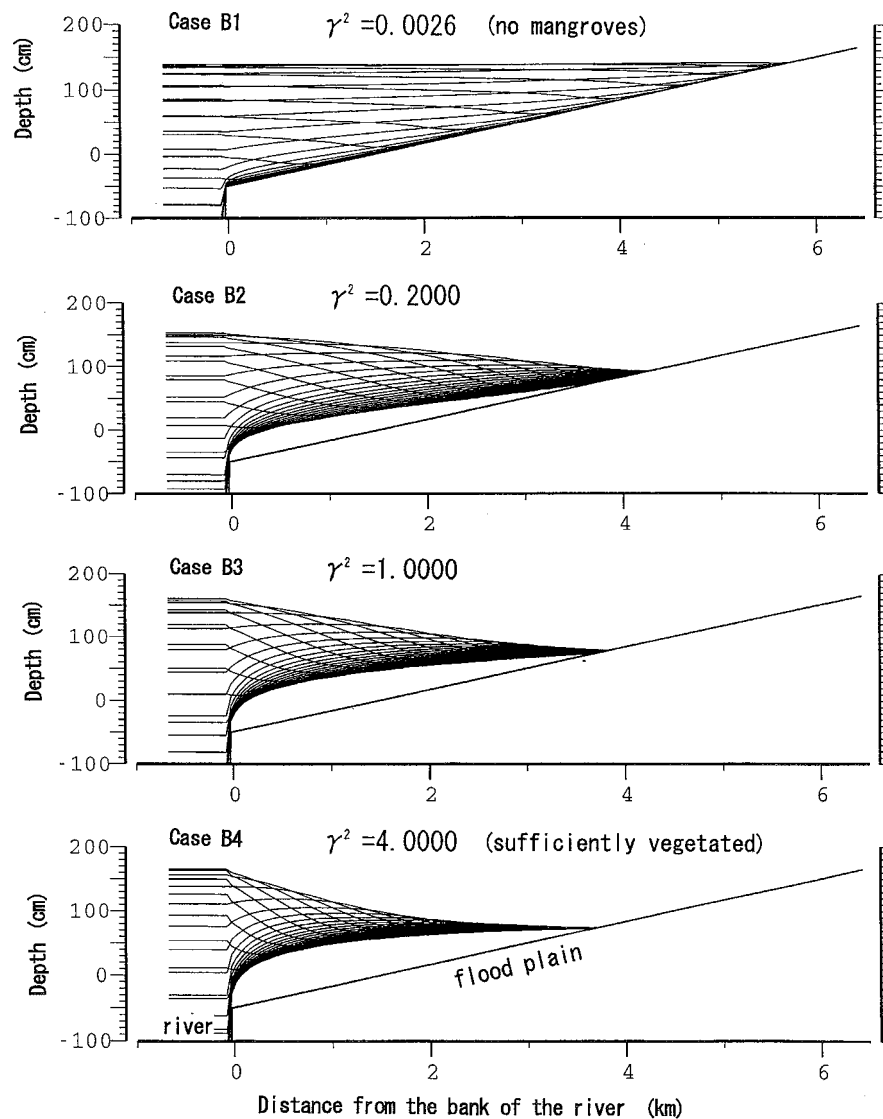 Case B1 γ² =0.0026 (no mangroves)
Depth (cm)
200
100
0
-100
0 2 4 6
Case B2 γ² =0.2000
Depth (cm)
200
100
0
-100
0 2 4 6
Case B3 γ² =1.0000
Depth (cm)
200
100
0
-100
0 2 4 6
Case B4 γ² =4.0000 (sufficiently vegetated)
Depth (cm)
200
100
0
-100
flood plain
river
0 2 4 6
Distance from the bank of the river (km)